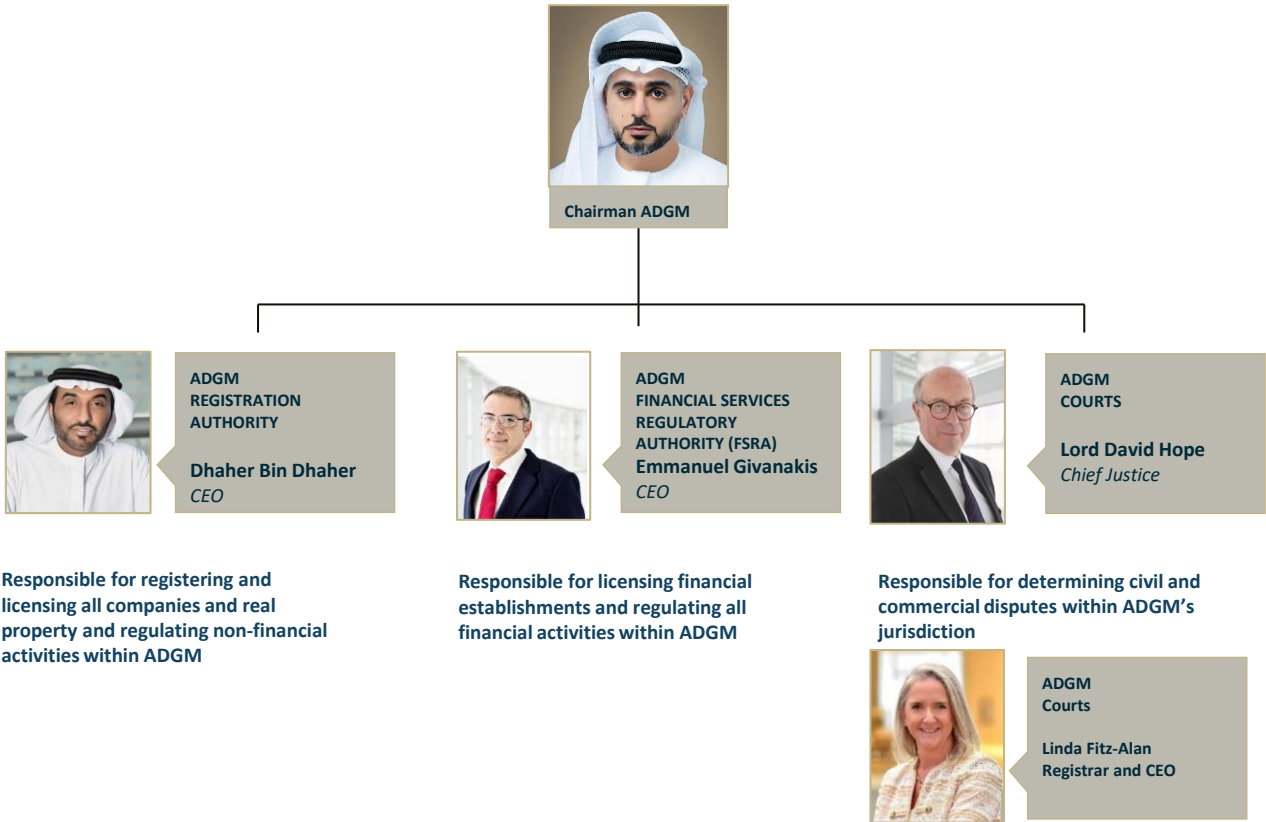 Chairman ADGM
ADGM
REGISTRATION
AUTHORITY
Dhaher Bin Dhaher
CEO
ADGM
FINANCIAL SERVICES
REGULATORY
AUTHORITY (FSRA)
Emmanuel Givanakis
CEO
ADGM
COURTS
Lord David Hope
Chief Justice
Responsible for registering and
licensing all companies and real
property and regulating non-financial
activities within ADGM
Responsible for licensing financial
establishments and regulating all
financial activities within ADGM
Responsible for determining civil and
commercial disputes within ADGM’s
jurisdiction
ADGM
Courts
Linda Fitz-Alan
Registrar and CEO